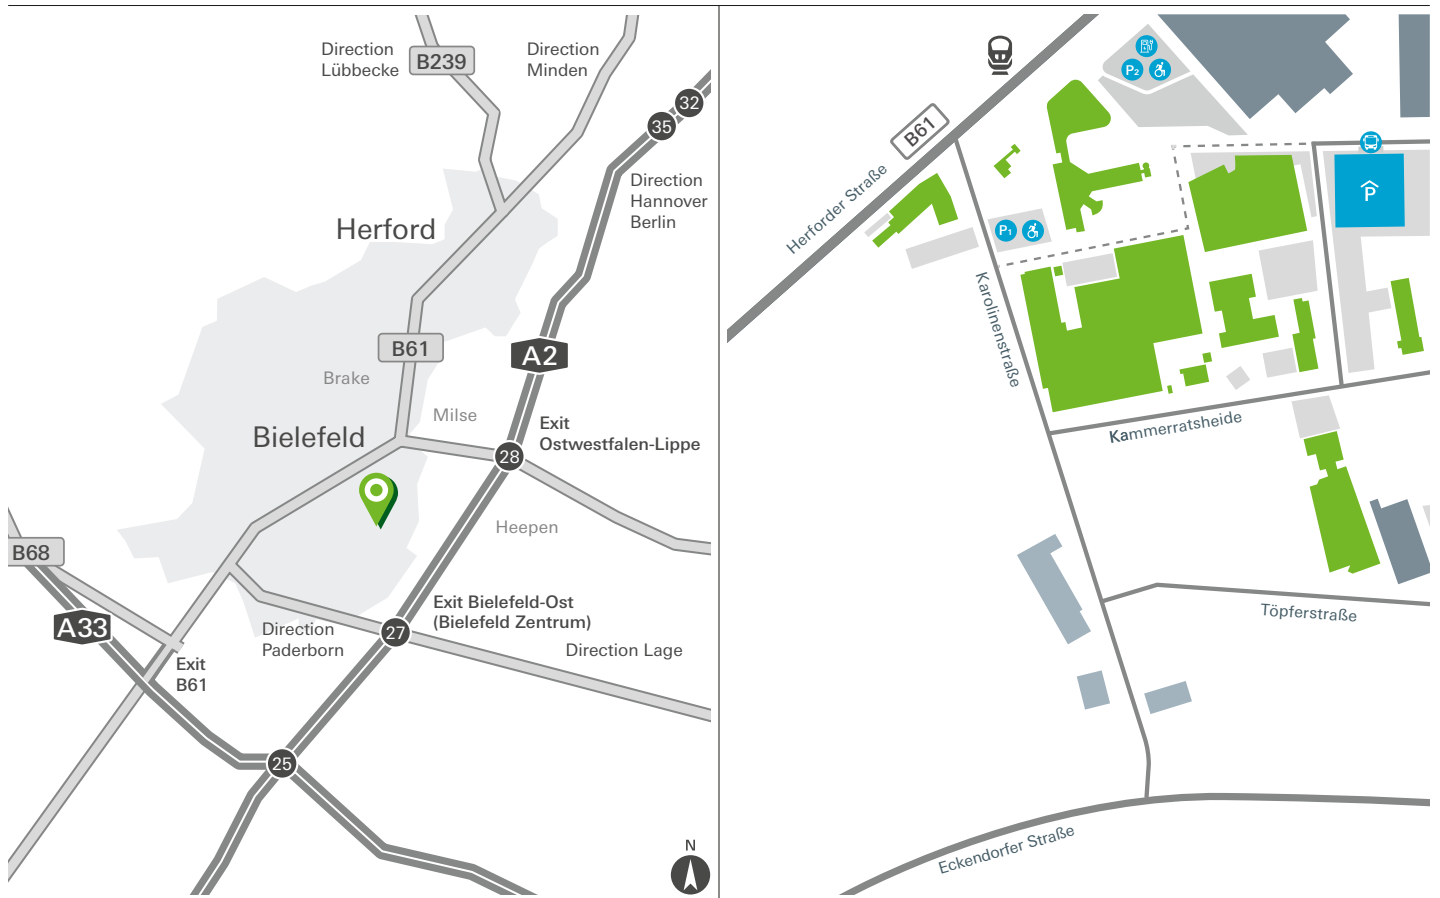 Direction
Lübbecke
B239
Direction
Minden
32
35
Direction
Hannover
Berlin
Herford
B61
A2
Brake
Milse
Bielefeld
Exit
Ostwestfalen-Lippe
28
Heepen
B68
A33
Exit Bielefeld-Ost
(Bielefeld Zentrum)
27
Direction
Paderborn
Direction Lage
Exit
B61
25
N
P2
B61
Herforder Straße
P
P1
Karolinenstraße
Kammerratsheide
Töpferstraße
Eckendorfer Straße